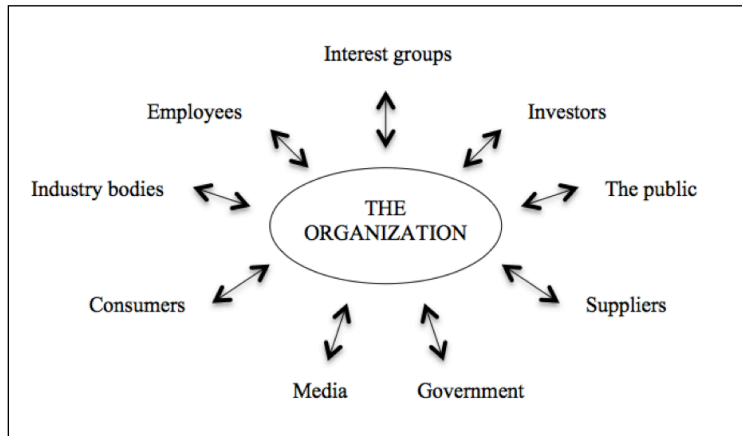 Interest groups
Employees
Investors
Industry bodies
The public
THE
ORGANIZATION
Consumers
Suppliers
Media
Government